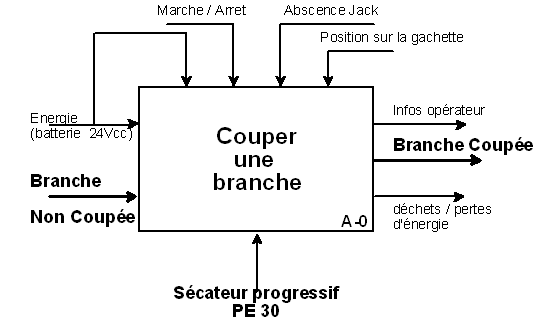 Marche / Arret
Abscence Jack
Position sur la gachette
Energie
(batterie 24Vcc)
Infos opérateur
Couper
une
branche
Branche Coupée
Branche
Non Coupée
déchets / pertes
d'énergie
A-0
Sécateur progressif
PE 30